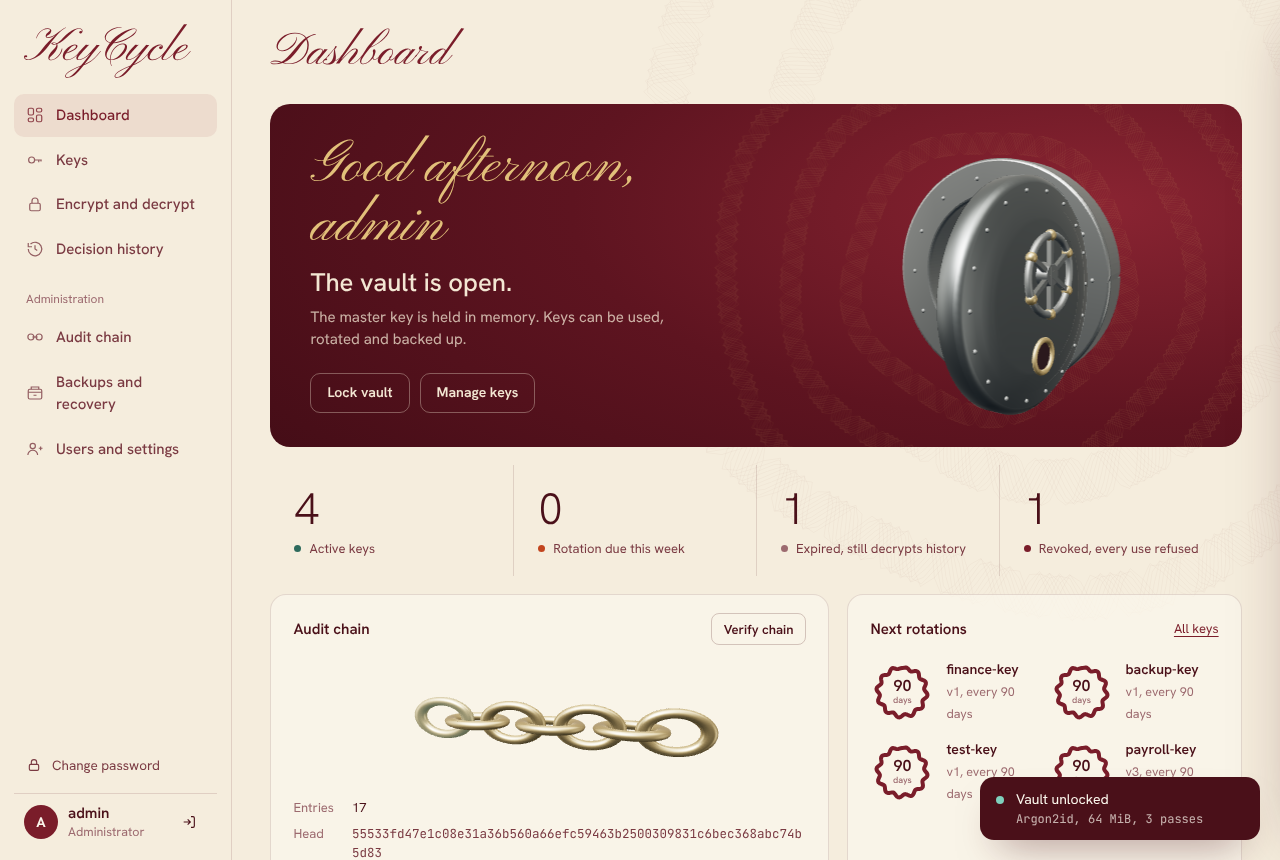 KeyCycle
Dashboard
Keys
Encrypt and decrypt
Decision history
Administration
Audit chain
Backups and
recovery
Users and settings
Change password
A
admin
Administrator
Dashboard
Good afternoon,
admin
The vault is open.
The master key is held in memory. Keys can be used,
rotated and backed up.
Lock vault
Manage keys
4
Active keys
0
Rotation due this week
1
Expired, still decrypts history
1
Revoked, every use refused
Audit chain
Verify chain
Entries 17
Head 55533fd47e1c08e31a36b560a66efc59463b2500309831c6bec368abc74b
5d83
Next rotations
All keys
90
days
finance-key
v1, every 90
days
90
days
backup-key
v1, every 90
days
90
days
test-key
v1, every 90
days
90
payroll-key
v3, every 90
Vault unlocked
Argon2id, 64 MiB, 3 passes